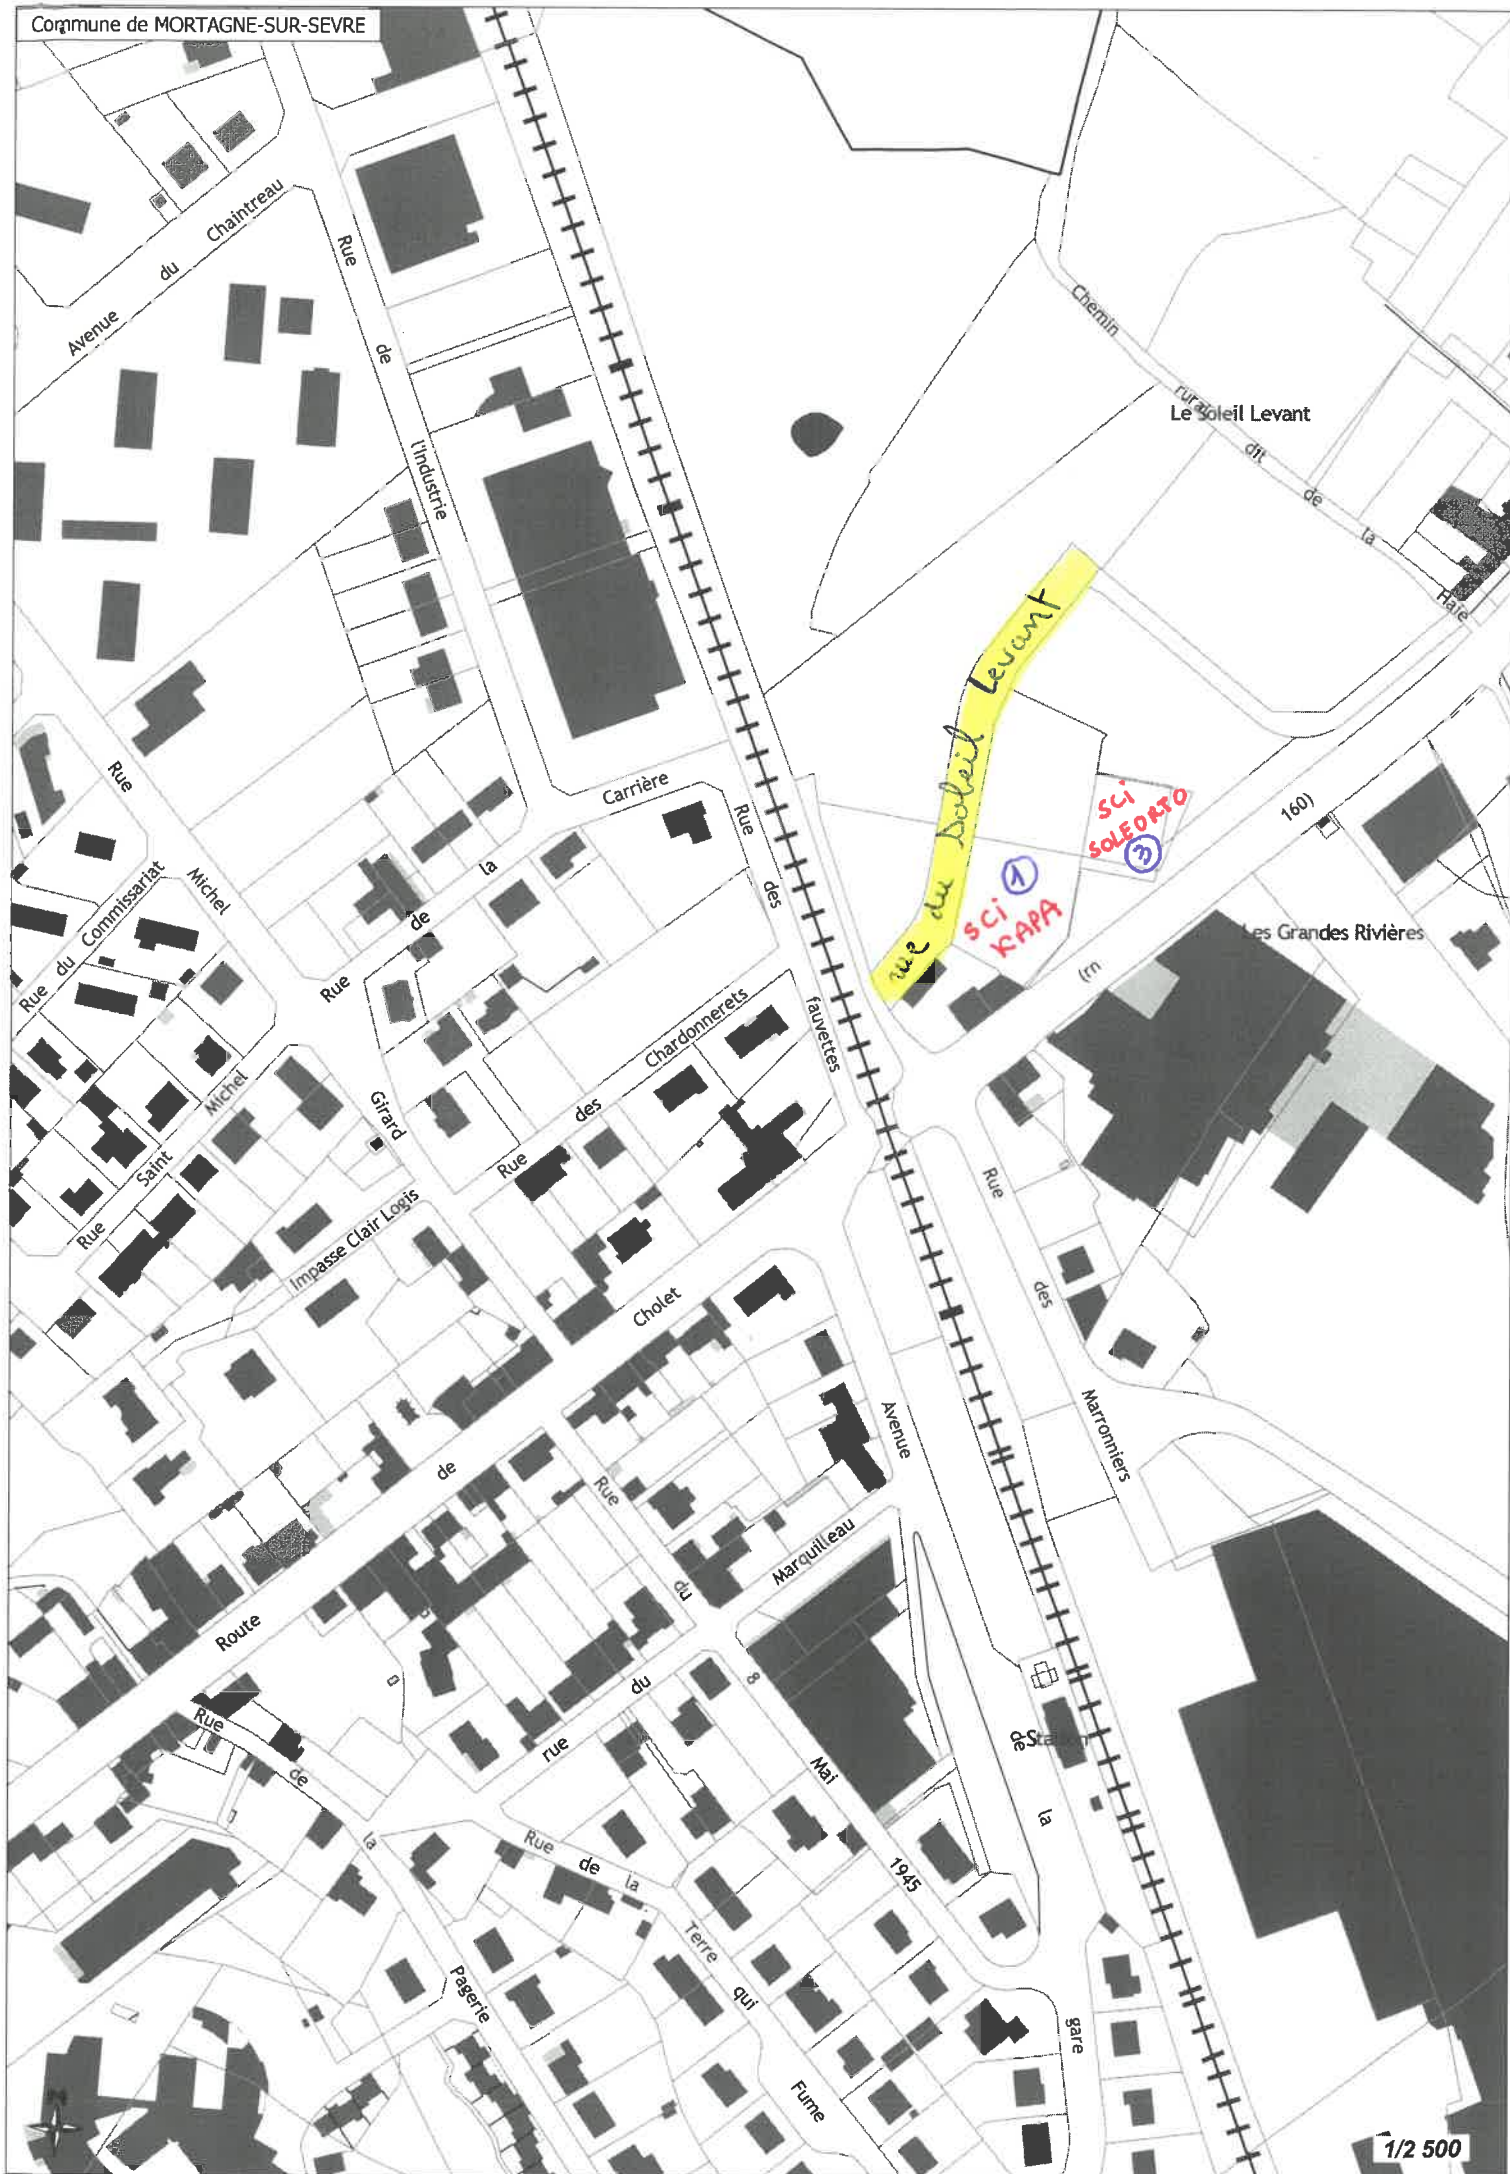 Commune de MORTAGNE-SUR-SEVRE
Avenue du Chaintreau
Rue de l'Industrie
Chemin rural dit de la Haie
Le Soleil Levant
rue du Soleil Levant
SCI
SOLEORTO
3
1
SCI
KAPA
(rn 160)
Les Grandes Rivières
Rue de la Carrière
Rue des fauvettes
Rue Michel Girard
Rue du Commissariat
Rue Saint Michel
Rue des Chardonnerets
Impasse Clair Logis
Route de Cholet
Rue des Marronniers
Avenue de la gare
Rue du 8 Mai 1945
rue du Marquilleau
Rue de la Pagerie
Rue de la Terre qui Fume
N
1/2 500